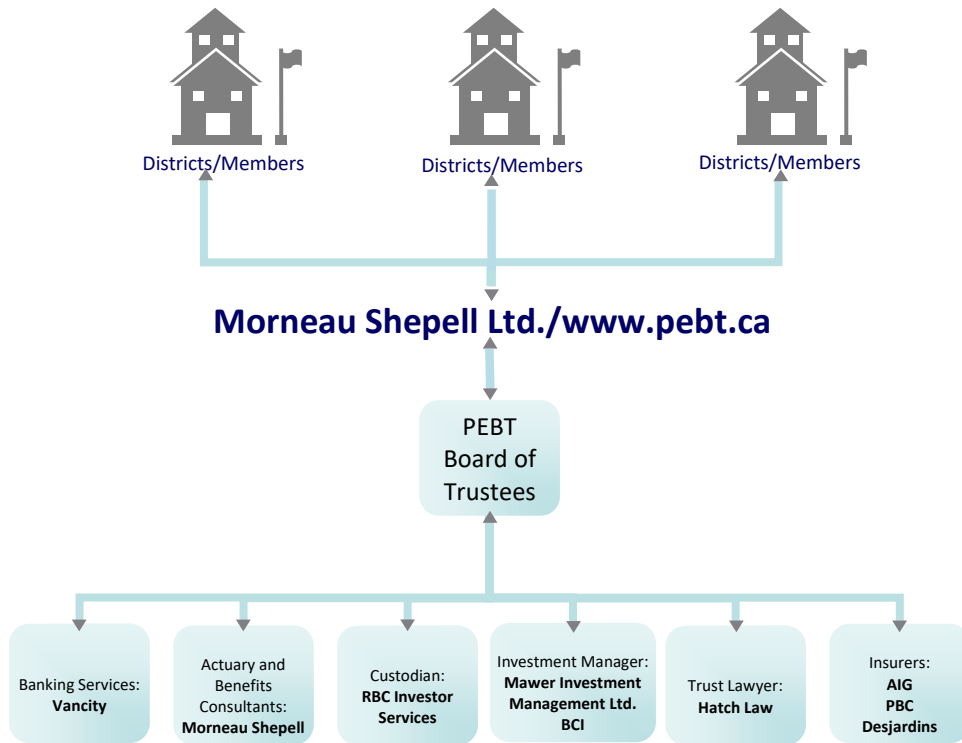 Districts/Members
Districts/Members
Districts/Members
Morneau Shepell Ltd./www.pebt.ca
PEBT
Board of
Trustees
Banking Services:
Vancity
Actuary and
Benefits
Consultants:
Morneau Shepell
Custodian:
RBC Investor
Services
Investment Manager:
Mawer Investment
Management Ltd.
BCI
Trust Lawyer:
Hatch Law
Insurers:
AIG
PBC
Desjardins